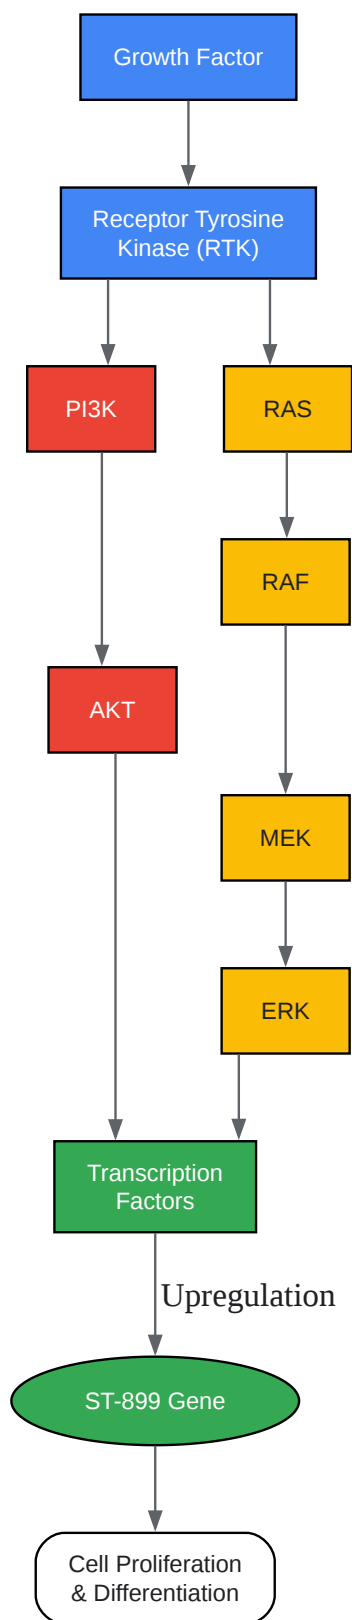 Growth Factor
Receptor Tyrosine
Kinase (RTK)
PI3K
RAS
RAF
AKT
MEK
ERK
Transcription
Factors
Upregulation
ST-899 Gene
Cell Proliferation
& Differentiation